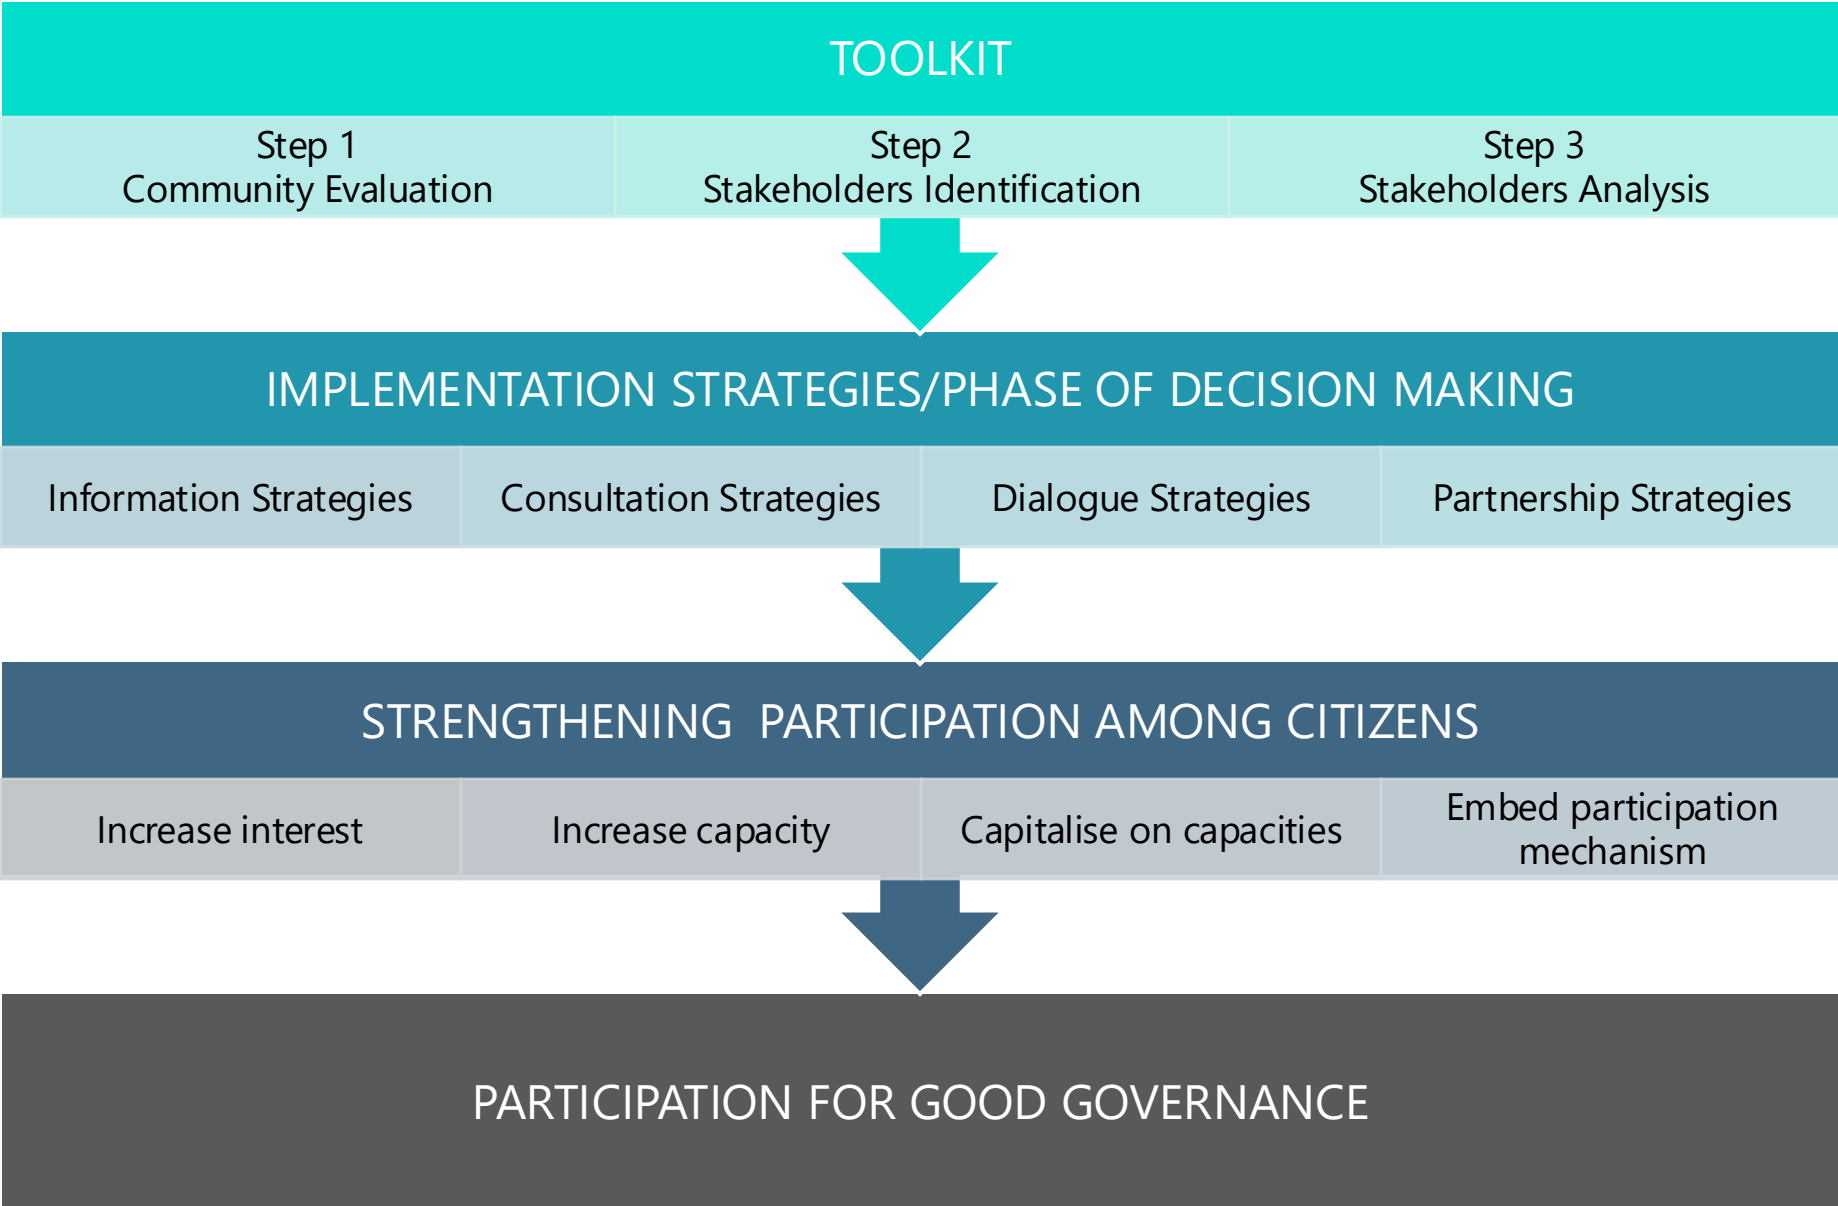 TOOLKIT
Step 1
Community Evaluation
Step 2
Stakeholders Identification
Step 3
Stakeholders Analysis
IMPLEMENTATION STRATEGIES/PHASE OF DECISION MAKING
Information Strategies
Consultation Strategies
Dialogue Strategies
Partnership Strategies
STRENGTHENING  PARTICIPATION AMONG CITIZENS
Increase interest
Increase capacity
Capitalise on capacities
Embed participation
mechanism
PARTICIPATION FOR GOOD GOVERNANCE